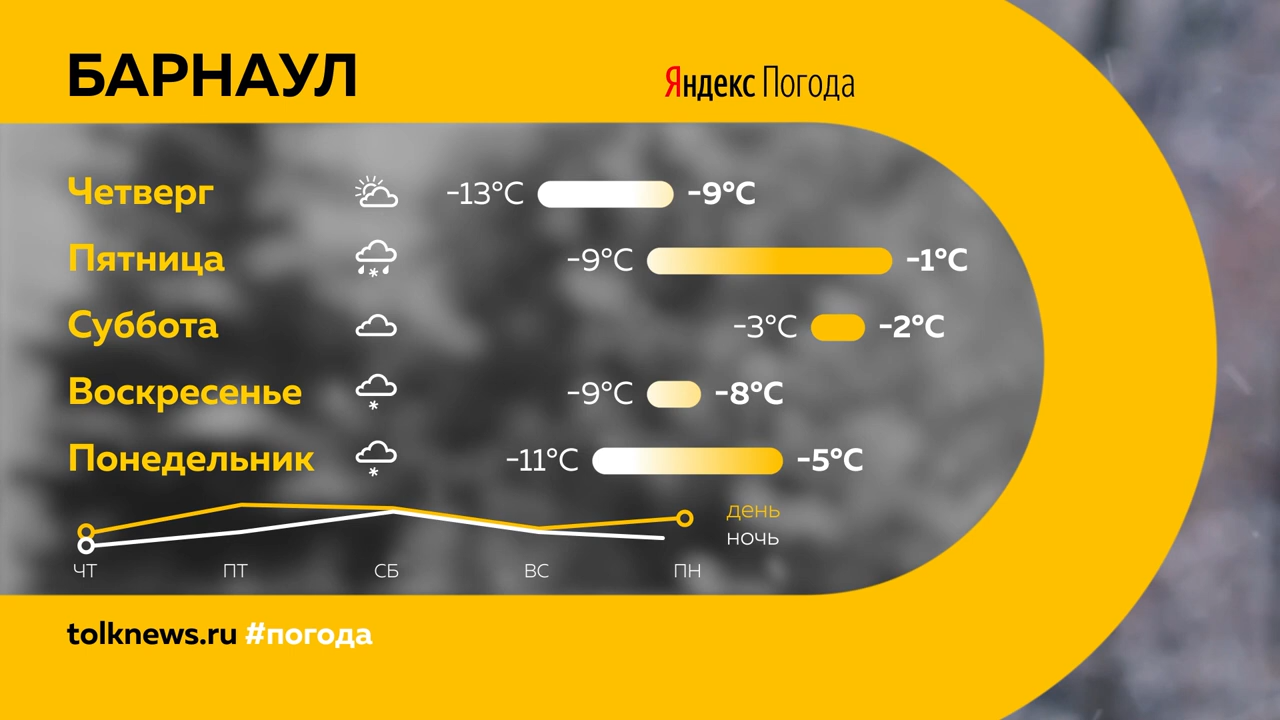 БАРНАУЛ
Яндекс Погода
Четверг -13°C -9°C
Пятница -9°C -1°C
Суббота -3°C -2°C
Воскресенье -9°C -8°C
Понедельник -11°C -5°C
день
ночь
ЧТ ПТ СБ ВС ПН
tolknews.ru #погода